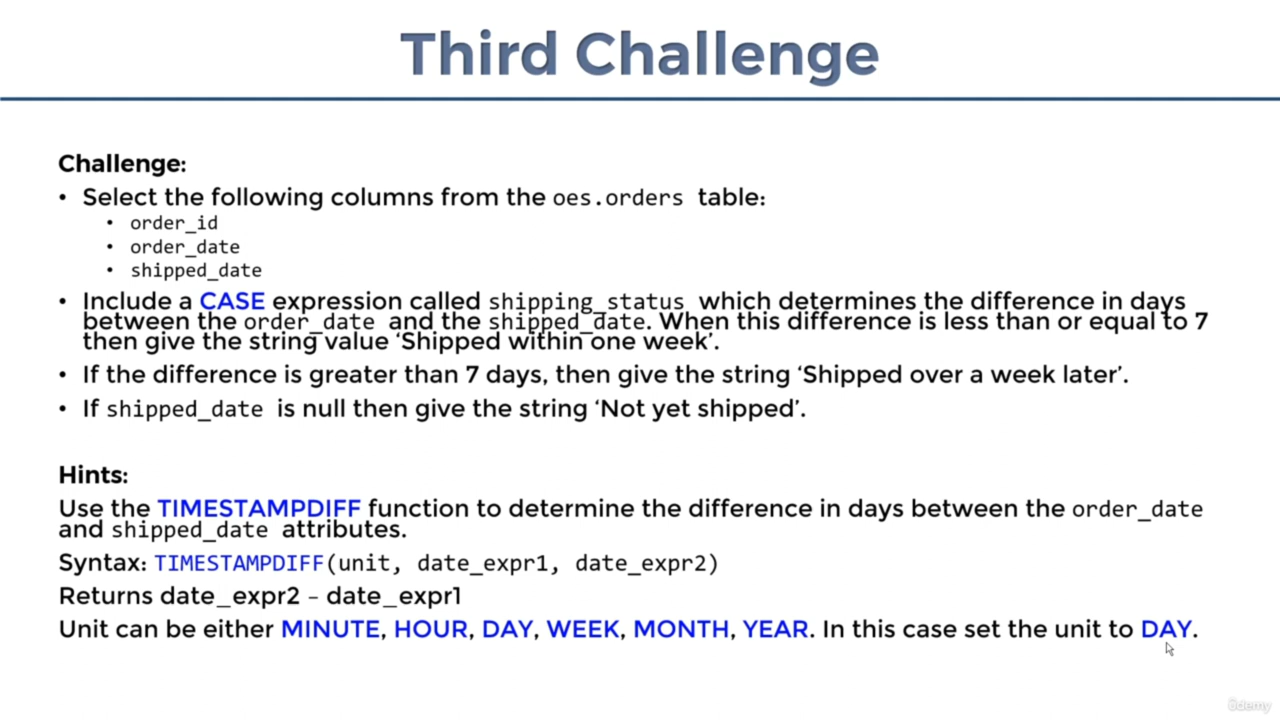 Third Challenge
Challenge:
• Select the following columns from the oes.orders table:
• order_id
• order_date
• shipped_date
• Include a CASE expression called shipping_status which determines the difference in days
between the order_date and the shipped_date. When this difference is less than or equal to 7
then give the string value ‘Shipped within one week’.
• If the difference is greater than 7 days, then give the string ‘Shipped over a week later’.
• If shipped_date is null then give the string ‘Not yet shipped’.
Hints:
Use the TIMESTAMPDIFF function to determine the difference in days between the order_date
and shipped_date attributes.
Syntax: TIMESTAMPDIFF(unit, date_expr1, date_expr2)
Returns date_expr2 – date_expr1
Unit can be either MINUTE, HOUR, DAY, WEEK, MONTH, YEAR. In this case set the unit to DAY.
ûdemy